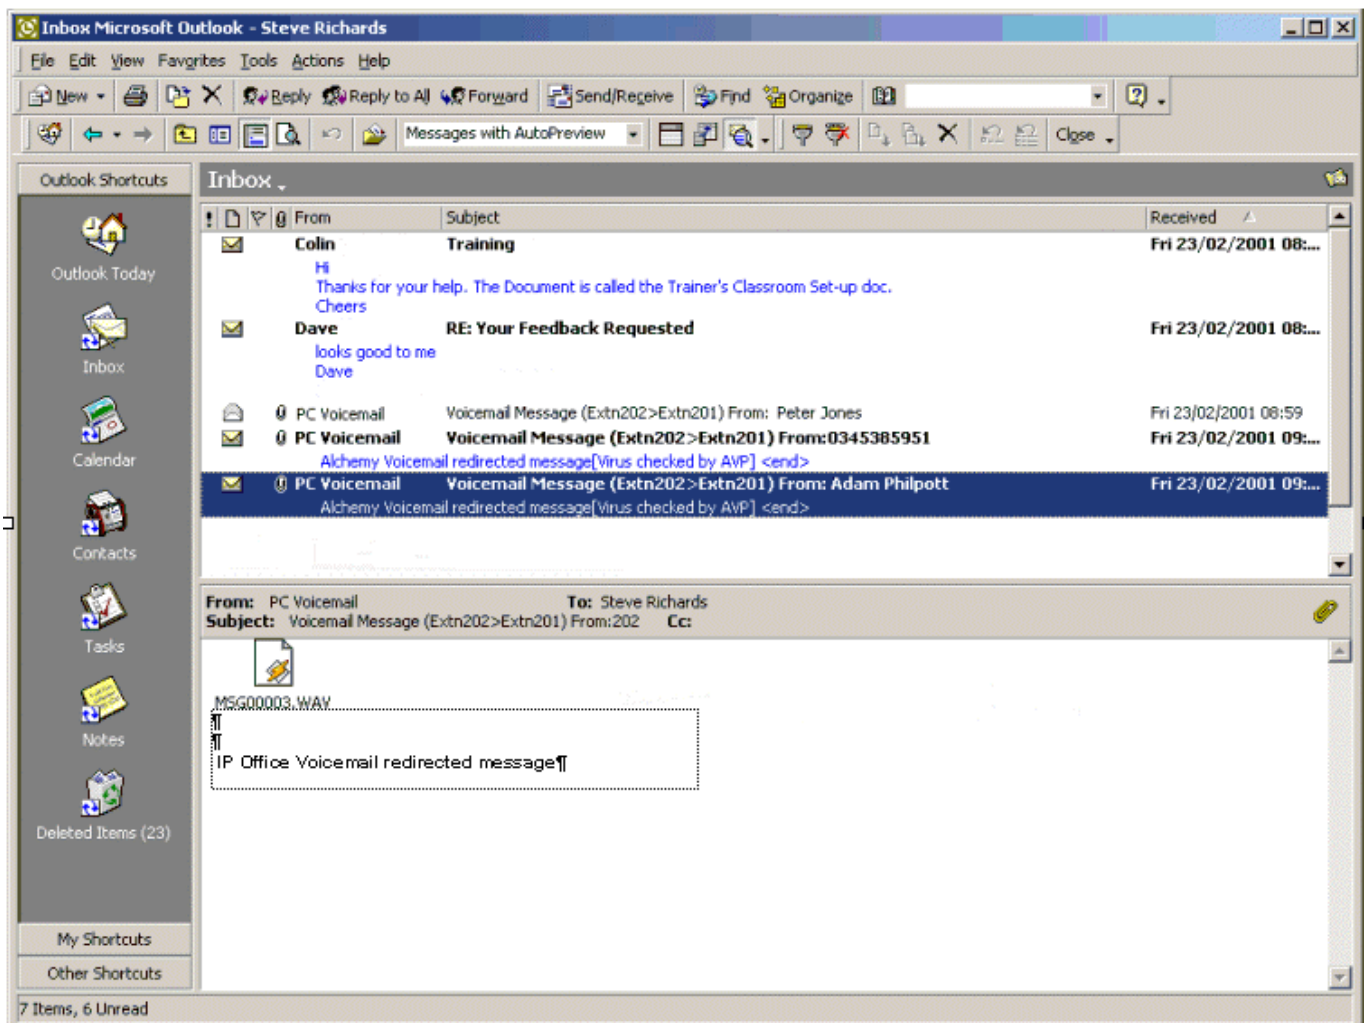 Inbox Microsoft Outlook - Steve Richards
File Edit View Favorites Tools Actions Help
New Reply Reply to All Forward Send/Receive Find Organize
Messages with AutoPreview Close
Outlook Shortcuts
Outlook Today
Inbox
Calendar
Contacts
Tasks
Notes
Deleted Items (23)
My Shortcuts
Other Shortcuts
Inbox
! From Subject Received
Colin Training Fri 23/02/2001 08:...
Hi
Thanks for your help. The Document is called the Trainer's Classroom Set-up doc.
Cheers
Dave RE: Your Feedback Requested Fri 23/02/2001 08:...
looks good to me
Dave
PC Voicemail Voicemail Message (Extn202>Extn201) From: Peter Jones Fri 23/02/2001 08:59
PC Voicemail Voicemail Message (Extn202>Extn201) From:0345385951 Fri 23/02/2001 09:...
Alchemy Voicemail redirected message[Virus checked by AVP] <end>
PC Voicemail Voicemail Message (Extn202>Extn201) From: Adam Philpott Fri 23/02/2001 09:...
Alchemy Voicemail redirected message[Virus checked by AVP] <end>
From: PC Voicemail To: Steve Richards
Subject: Voicemail Message (Extn202>Extn201) From:202 Cc:
MSG00003.WAV
¶
¶
IP Office Voicemail redirected message¶
7 Items, 6 Unread